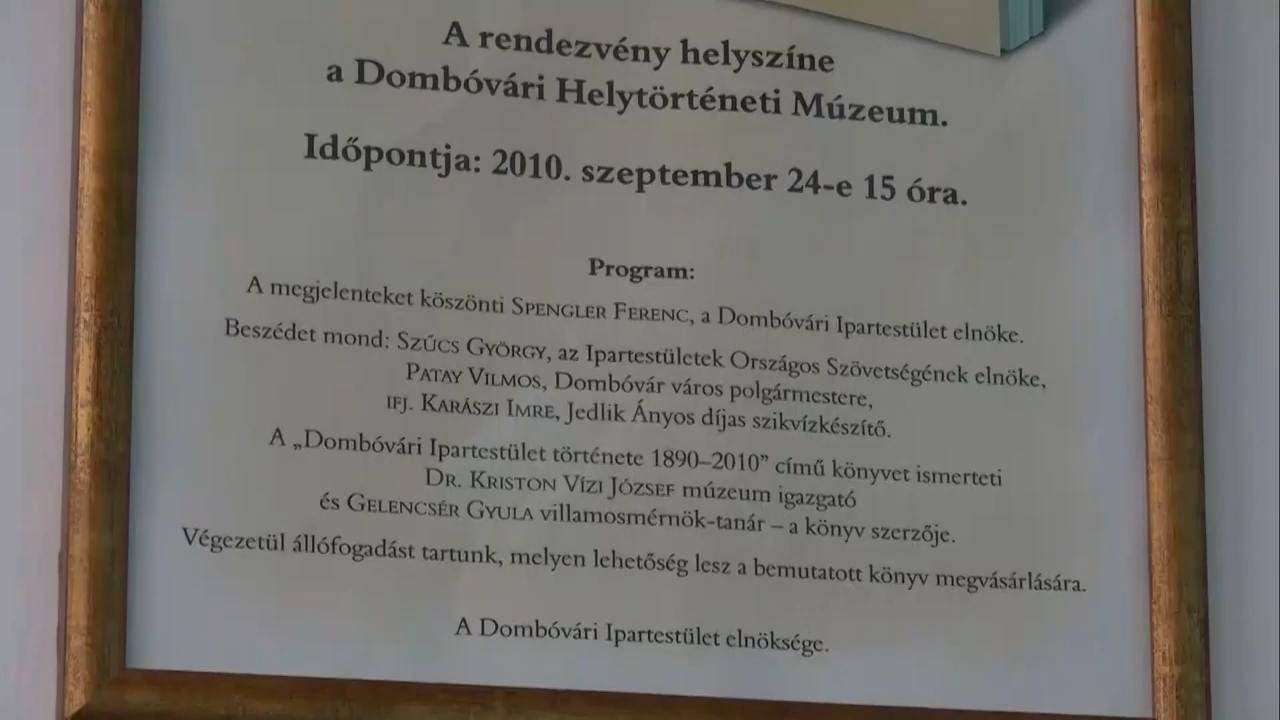 A rendezvény helyszíne
a Dombóvári Helytörténeti Múzeum.
Időpontja: 2010. szeptember 24-e 15 óra.
Program:
A megjelenteket köszönti SPENGLER FERENC, a Dombóvári Ipartestület elnöke.
Beszédet mond: SZŰCS GYÖRGY, az Ipartestületek Országos Szövetségének elnöke,
PATAY VILMOS, Dombóvár város polgármestere,
IFJ. KARÁSZI IMRE, Jedlik Ányos díjas szikvízkészítő.
A „Dombóvári Ipartestület története 1890–2010” című könyvet ismerteti
DR. KRISTON VÍZI JÓZSEF múzeum igazgató
és GELENCSÉR GYULA villamosmérnök-tanár – a könyv szerzője.
Végezetül állófogadást tartunk, melyen lehetőség lesz a bemutatott könyv megvásárlására.
A Dombóvári Ipartestület elnöksége.